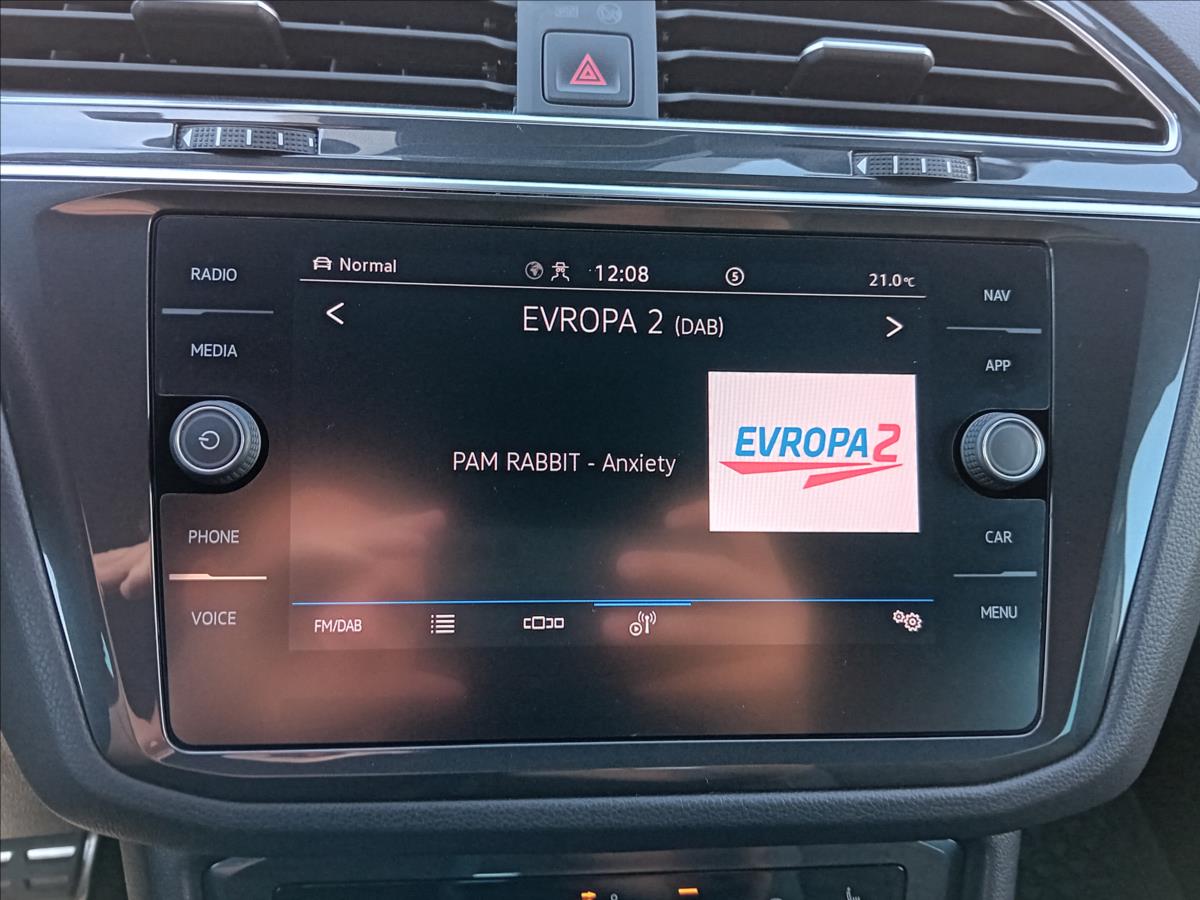 RADIO
MEDIA
PHONE
VOICE
Normal
12:08
5
21.0°C
< EVROPA 2 (DAB) >
PAM RABBIT - Anxiety
EVROPA 2
FM/DAB
NAV
APP
CAR
MENU